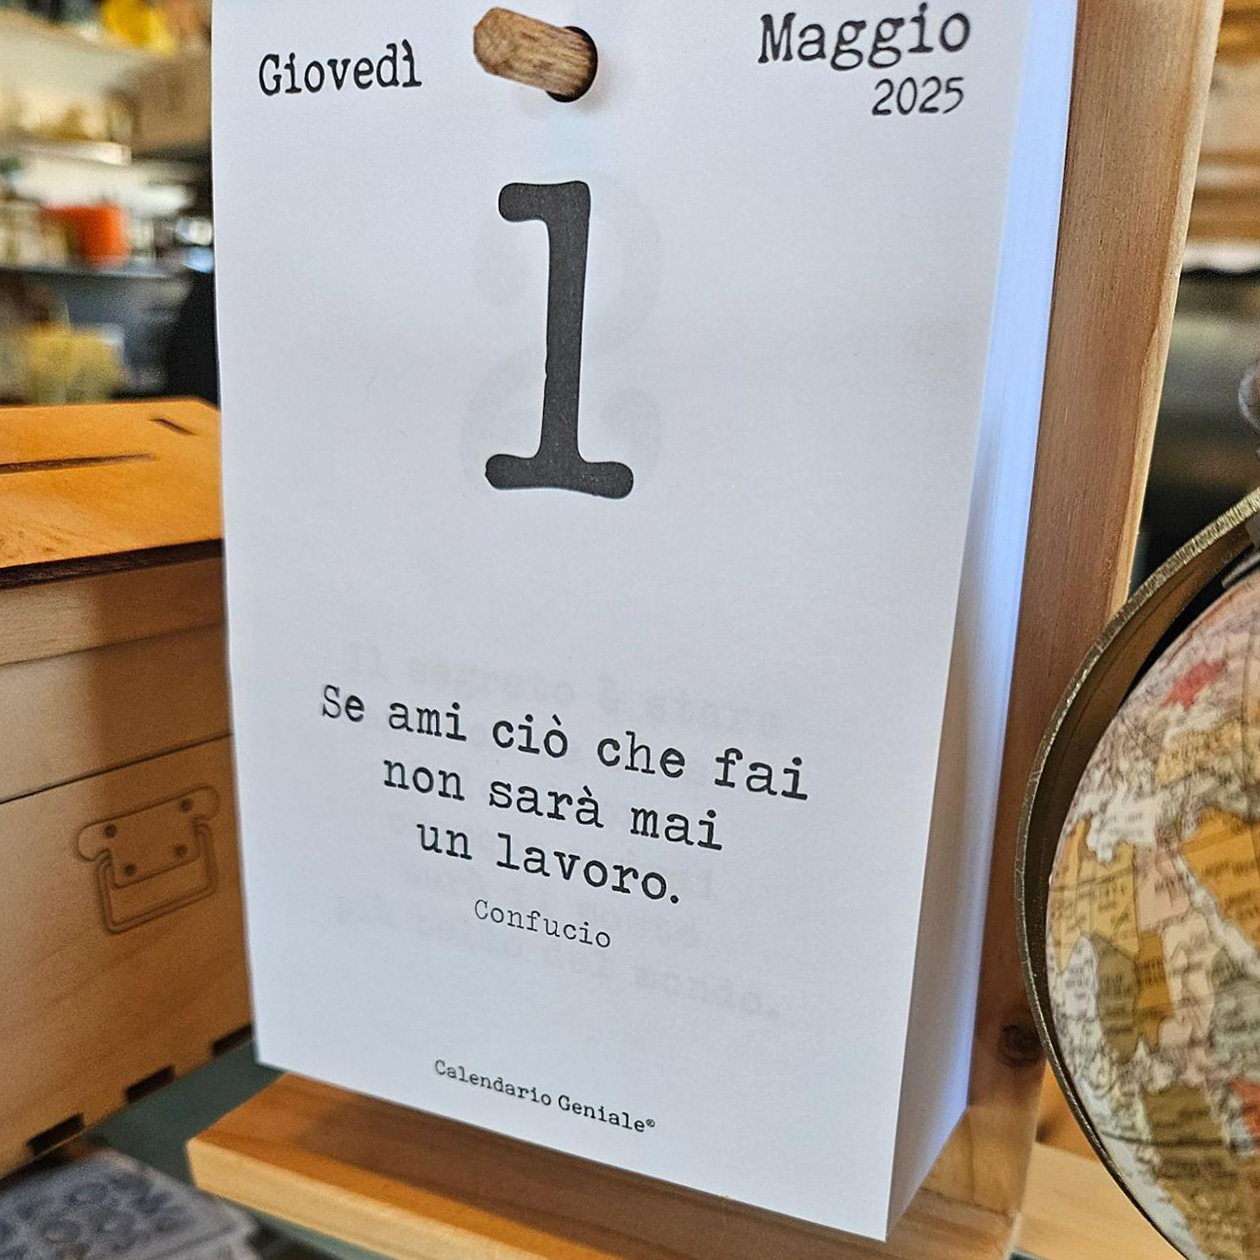 Giovedì
Maggio
2025
1
Se ami ciò che fai
non sarà mai
un lavoro.
Confucio
Calendario Geniale®